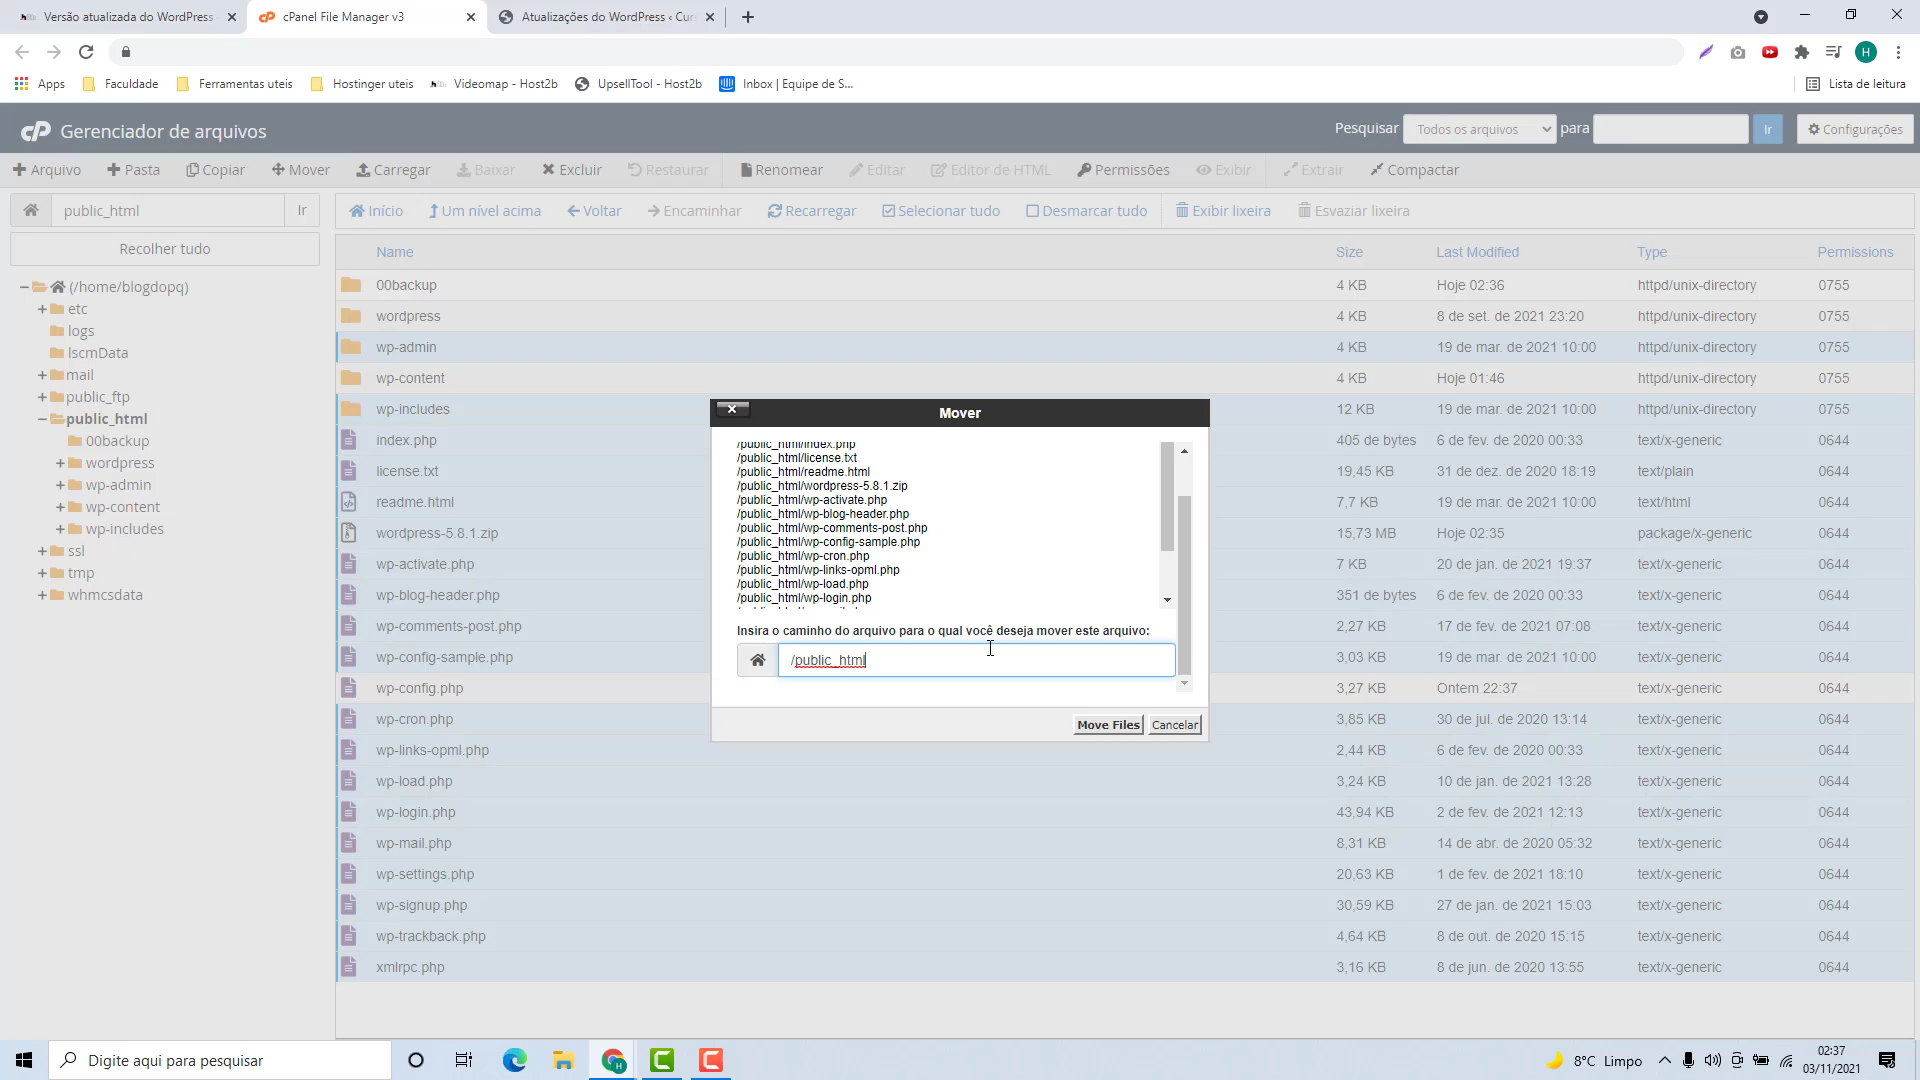 Versão atualizada do WordPress
cPanel File Manager v3
Atualizações do WordPress ‹ Cur
Apps
Faculdade
Ferramentas uteis
Hostinger uteis
Videomap - Host2b
UpsellTool - Host2b
Inbox | Equipe de S...
Lista de leitura
cP Gerenciador de arquivos
Pesquisar
Todos os arquivos
para
Ir
Configurações
Arquivo
Pasta
Copiar
Mover
Carregar
Baixar
Excluir
Restaurar
Renomear
Editar
Editor de HTML
Permissões
Exibir
Extrair
Compactar
public_html
Ir
Início
Um nível acima
Voltar
Encaminhar
Recarregar
Selecionar tudo
Desmarcar tudo
Exibir lixeira
Esvaziar lixeira
Recolher tudo
(/home/blogdopq)
etc
logs
lscmData
mail
public_ftp
public_html
00backup
wordpress
wp-admin
wp-content
wp-includes
ssl
tmp
whmcsdata
Name Size Last Modified Type Permissions
00backup 4 KB Hoje 02:36 httpd/unix-directory 0755
wordpress 4 KB 8 de set. de 2021 23:20 httpd/unix-directory 0755
wp-admin 4 KB 19 de mar. de 2021 10:00 httpd/unix-directory 0755
wp-content 4 KB Hoje 01:46 httpd/unix-directory 0755
wp-includes 12 KB 19 de mar. de 2021 10:00 httpd/unix-directory 0755
index.php 405 de bytes 6 de fev. de 2020 00:33 text/x-generic 0644
license.txt 19,45 KB 31 de dez. de 2020 18:19 text/plain 0644
readme.html 7,7 KB 19 de mar. de 2021 10:00 text/html 0644
wordpress-5.8.1.zip 15,73 MB Hoje 02:35 package/x-generic 0644
wp-activate.php 7 KB 20 de jan. de 2021 19:37 text/x-generic 0644
wp-blog-header.php 351 de bytes 6 de fev. de 2020 00:33 text/x-generic 0644
wp-comments-post.php 2,27 KB 17 de fev. de 2021 07:08 text/x-generic 0644
wp-config-sample.php 3,03 KB 19 de mar. de 2021 10:00 text/x-generic 0644
wp-config.php 3,27 KB Ontem 22:37 text/x-generic 0644
wp-cron.php 3,85 KB 30 de jul. de 2020 13:14 text/x-generic 0644
wp-links-opml.php 2,44 KB 6 de fev. de 2020 00:33 text/x-generic 0644
wp-load.php 3,24 KB 10 de jan. de 2021 13:28 text/x-generic 0644
wp-login.php 43,94 KB 2 de fev. de 2021 12:13 text/x-generic 0644
wp-mail.php 8,31 KB 14 de abr. de 2020 05:32 text/x-generic 0644
wp-settings.php 20,63 KB 1 de fev. de 2021 18:10 text/x-generic 0644
wp-signup.php 30,59 KB 27 de jan. de 2021 15:03 text/x-generic 0644
wp-trackback.php 4,64 KB 8 de out. de 2020 15:15 text/x-generic 0644
xmlrpc.php 3,16 KB 8 de jun. de 2020 13:55 text/x-generic 0644
Mover
/public_html/index.php
/public_html/license.txt
/public_html/readme.html
/public_html/wordpress-5.8.1.zip
/public_html/wp-activate.php
/public_html/wp-blog-header.php
/public_html/wp-comments-post.php
/public_html/wp-config-sample.php
/public_html/wp-cron.php
/public_html/wp-links-opml.php
/public_html/wp-load.php
/public_html/wp-login.php
Insira o caminho do arquivo para o qual você deseja mover este arquivo:
/public_html
Move Files
Cancelar
Digite aqui para pesquisar
8°C Limpo
02:37
03/11/2021